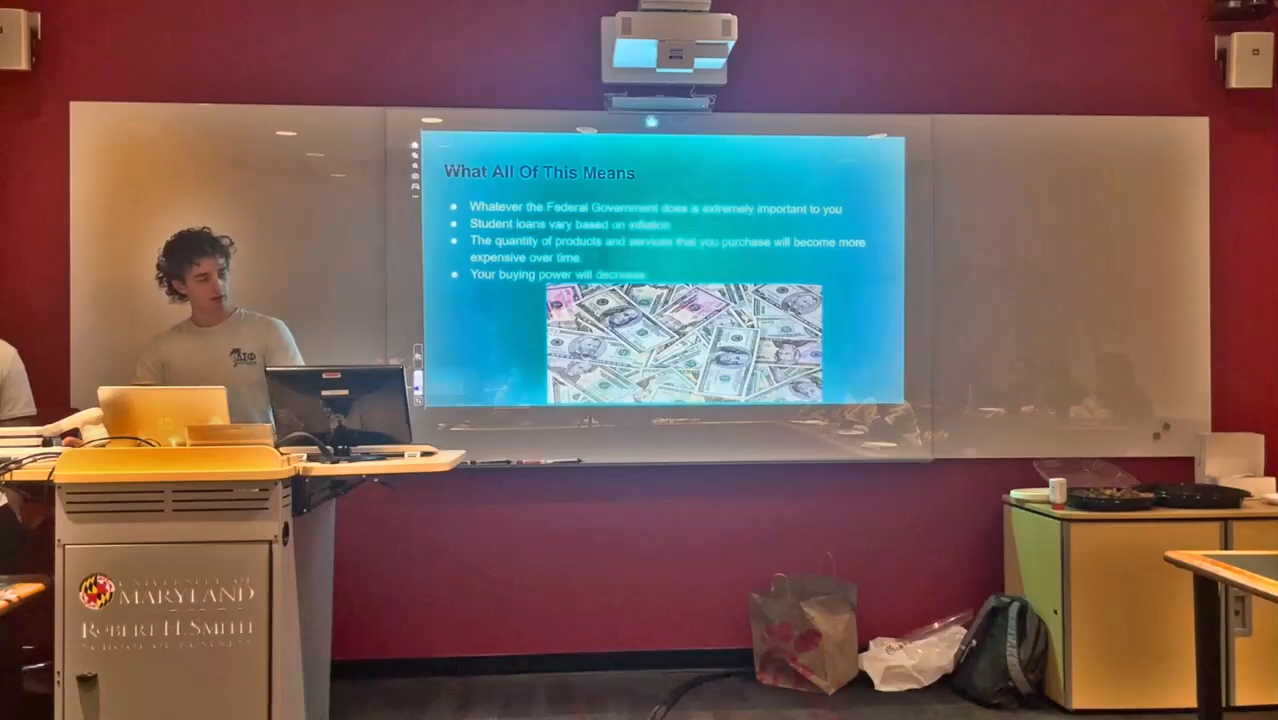 What All Of This Means
● Whatever the Federal Government does is extremely important to you
● Student loans vary based on inflation
● The quantity of products and services that you purchase will become more
expensive over time
● Your buying power will decrease
ΔΣΦ
UNIVERSITY OF
MARYLAND
ROBERT H. SMITH
SCHOOL OF BUSINESS